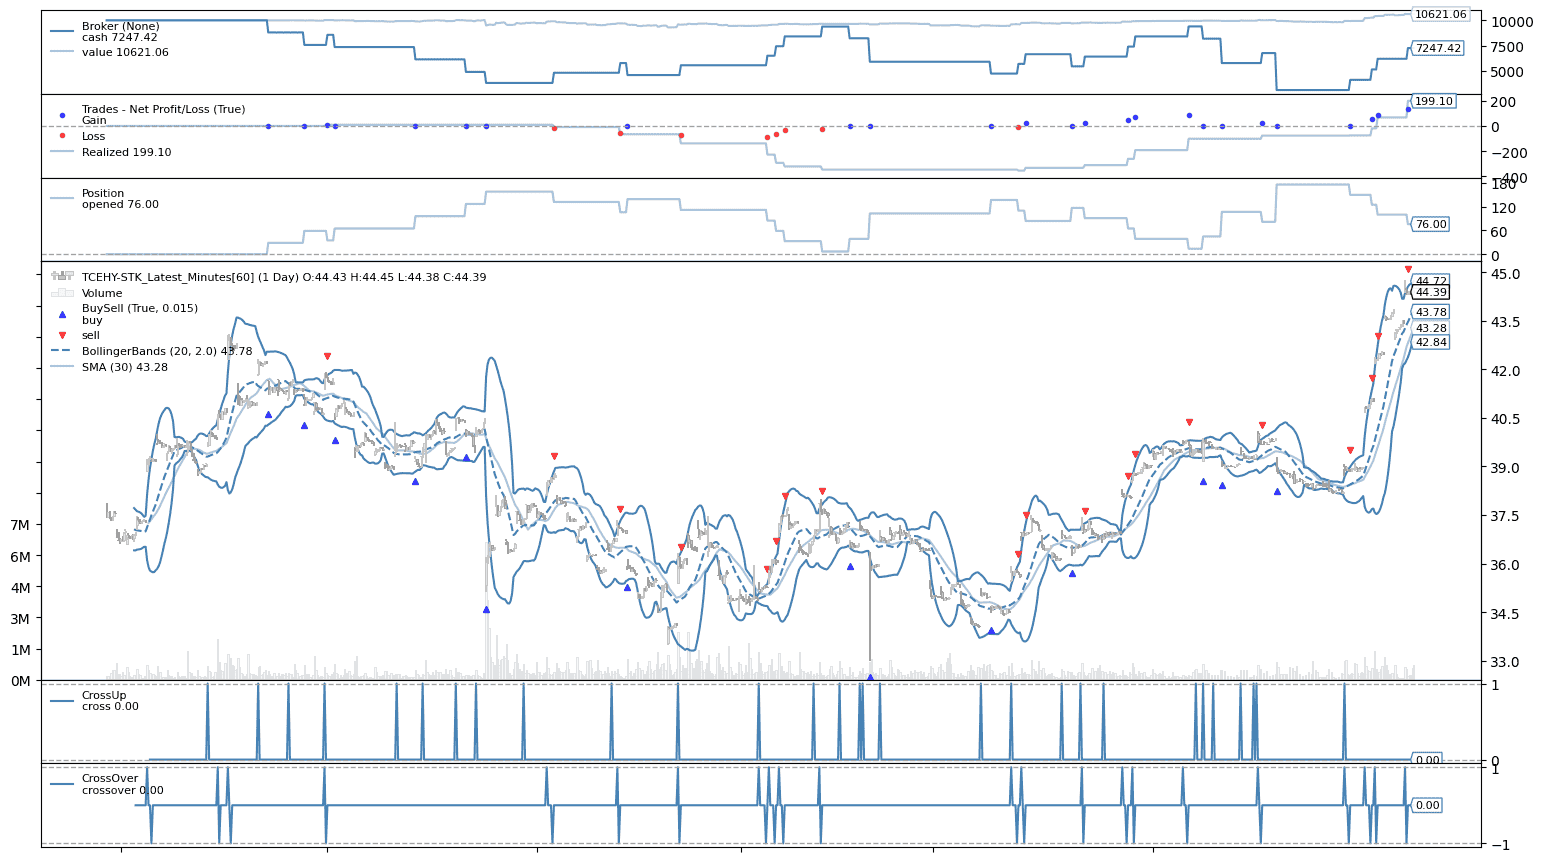 Broker (None)
cash 7247.42
value 10621.06
10621.06
10000
7500
7247.42
5000
Trades - Net Profit/Loss (True)
Gain
Loss
Realized 199.10
199.10
200
0
−200
−400
Position
opened 76.00
180
120
76.00
60
0
TCEHY-STK_Latest_Minutes[60] (1 Day) O:44.43 H:44.45 L:44.38 C:44.39
Volume
BuySell (True, 0.015)
buy
sell
BollingerBands (20, 2.0) 43.78
SMA (30) 43.28
45.0
44.72
44.39
43.78
43.5
43.28
42.84
42.0
40.5
39.0
37.5
36.0
34.5
33.0
7M
6M
4M
3M
1M
0M
CrossUp
cross 0.00
1
0.00
0
CrossOver
crossover 0.00
1
0.00
−1